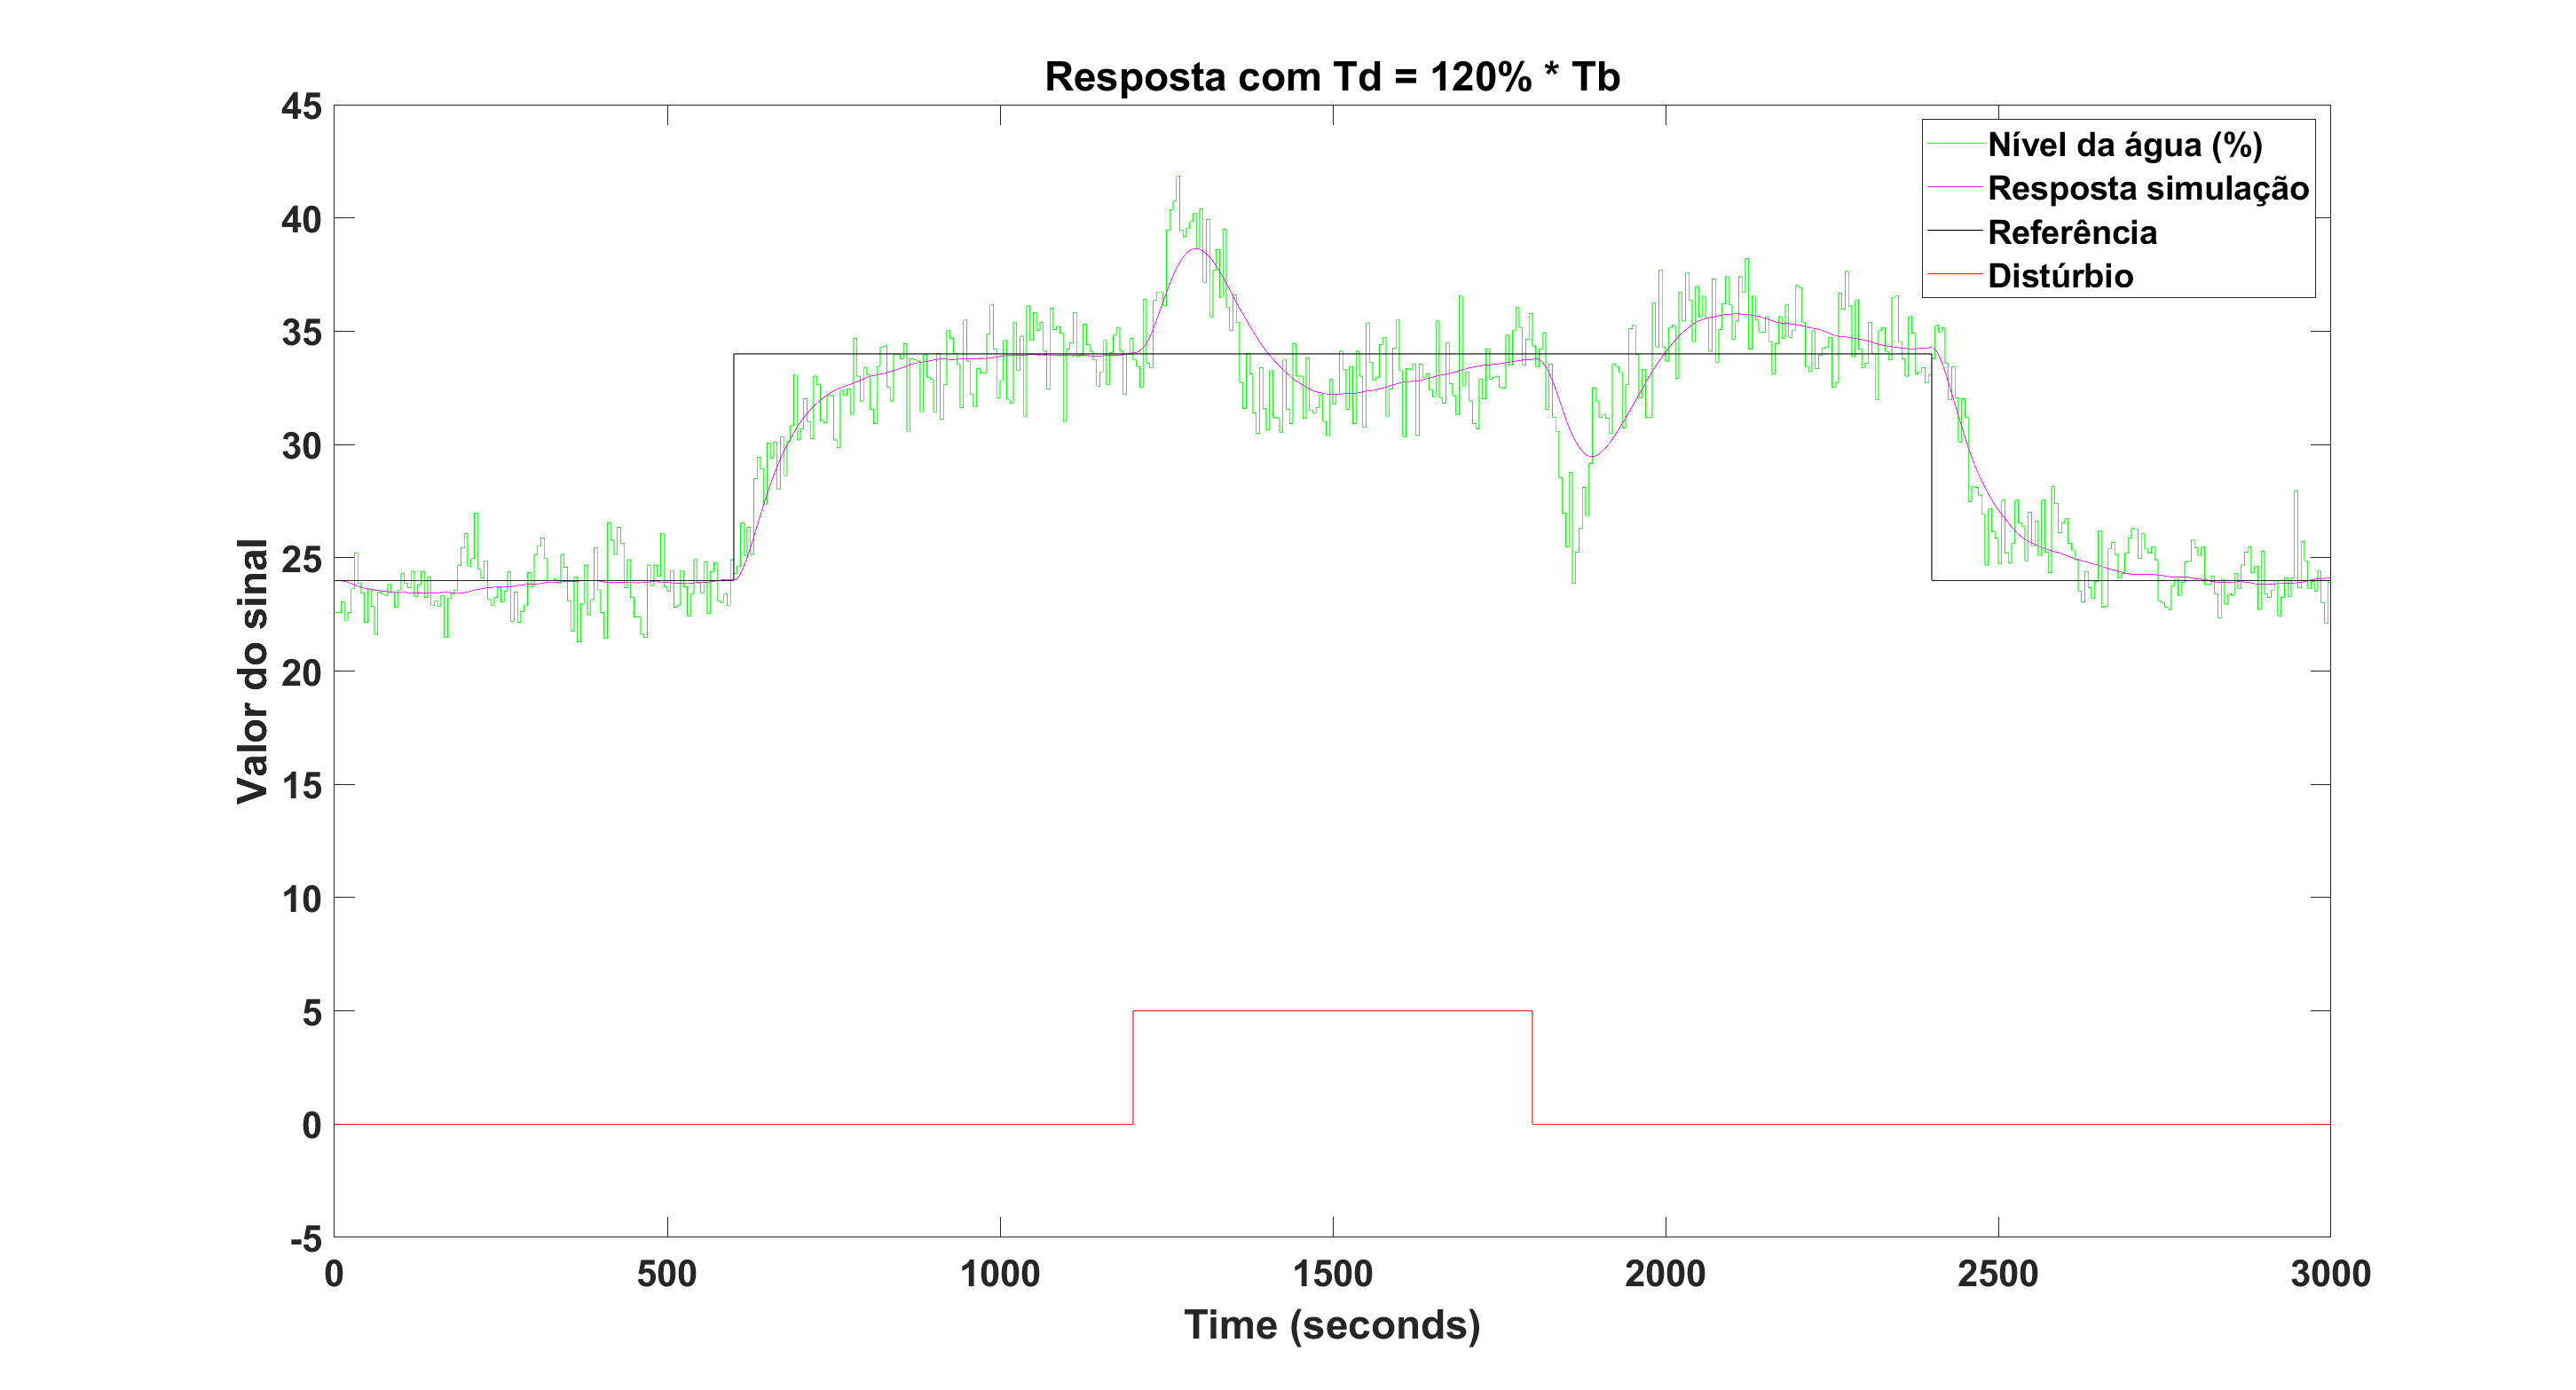 Resposta com Td = 120% * Tb
45
40
35
30
25
20
15
10
5
0
-5
Valor do sinal
Nível da água (%)
Resposta simulação
Referência
Distúrbio
0 500 1000 1500 2000 2500 3000
Time (seconds)